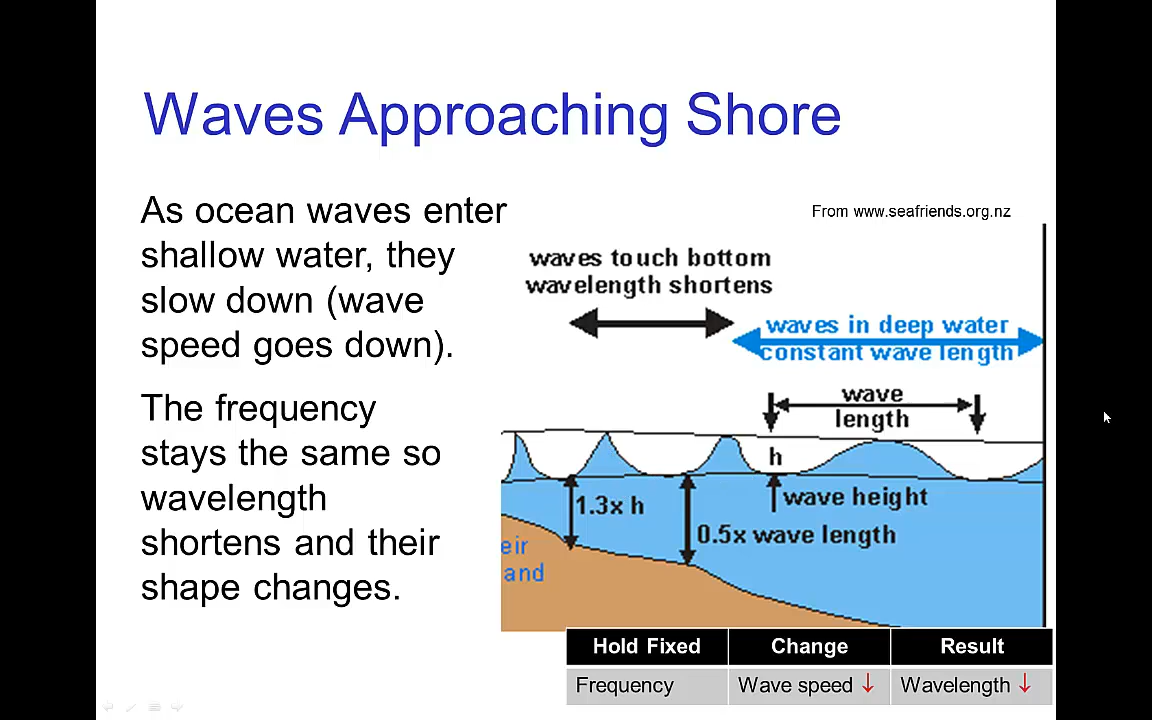 Waves Approaching Shore
As ocean waves enter
shallow water, they
slow down (wave
speed goes down).
The frequency
stays the same so
wavelength
shortens and their
shape changes.
From www.seafriends.org.nz
waves touch bottom
wavelength shortens
waves in deep water
constant wave length
wave
length
h
wave height
1.3x h
0.5x wave length
eir
and
Hold Fixed Change Result
Frequency Wave speed ↓ Wavelength ↓